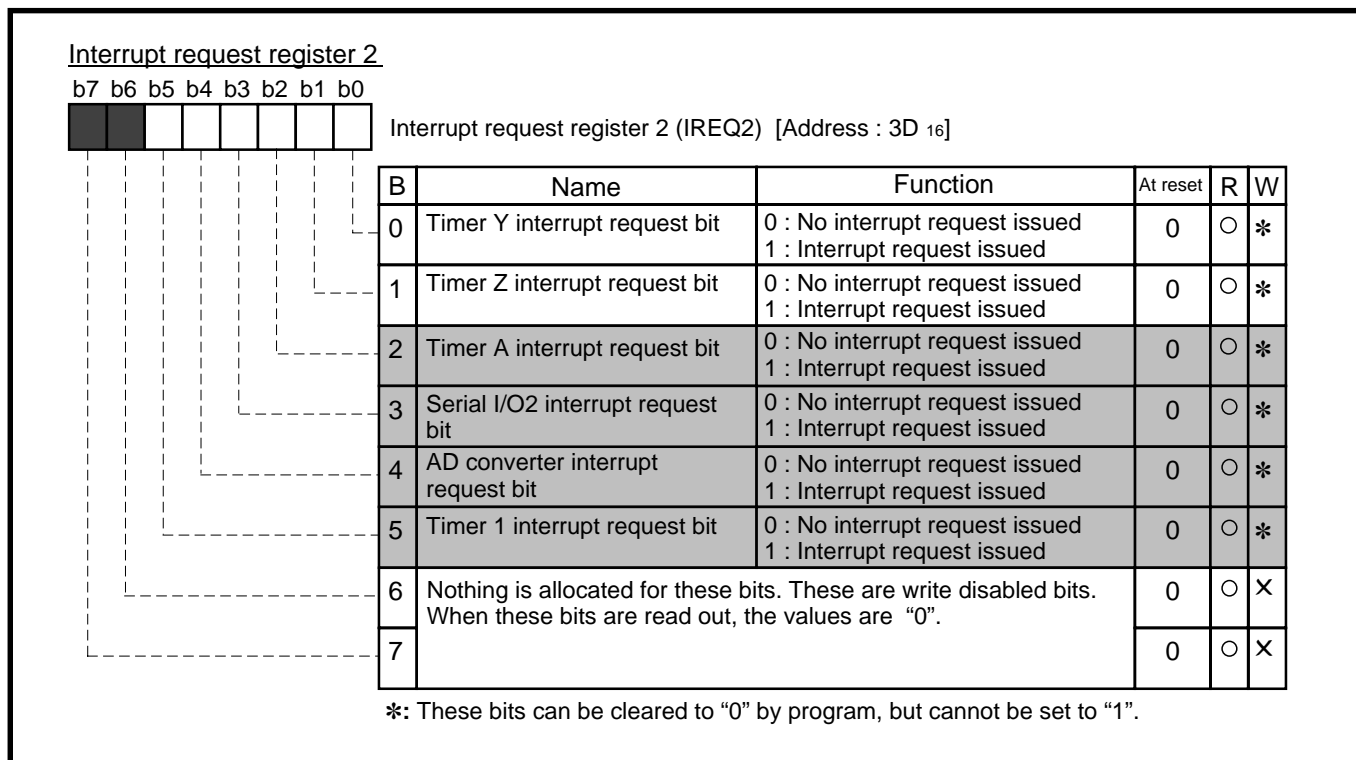 Interrupt request register 2
b7 b6 b5 b4 b3 b2 b1 b0
Interrupt request register 2 (IREQ2) [Address : 3D 16]
B Name Function At reset R W
0 Timer Y interrupt request bit 0 : No interrupt request issued 0 ○ ✻
1 : Interrupt request issued
1 Timer Z interrupt request bit 0 : No interrupt request issued 0 ○ ✻
1 : Interrupt request issued
2 Timer A interrupt request bit 0 : No interrupt request issued 0 ○ ✻
1 : Interrupt request issued
3 Serial I/O2 interrupt request 0 : No interrupt request issued 0 ○ ✻
bit 1 : Interrupt request issued
4 AD converter interrupt 0 : No interrupt request issued 0 ○ ✻
request bit 1 : Interrupt request issued
5 Timer 1 interrupt request bit 0 : No interrupt request issued 0 ○ ✻
1 : Interrupt request issued
6 Nothing is allocated for these bits. These are write disabled bits. 0 ○ ×
When these bits are read out, the values are “0”.
7 0 ○ ×
✻: These bits can be cleared to “0” by program, but cannot be set to “1”.